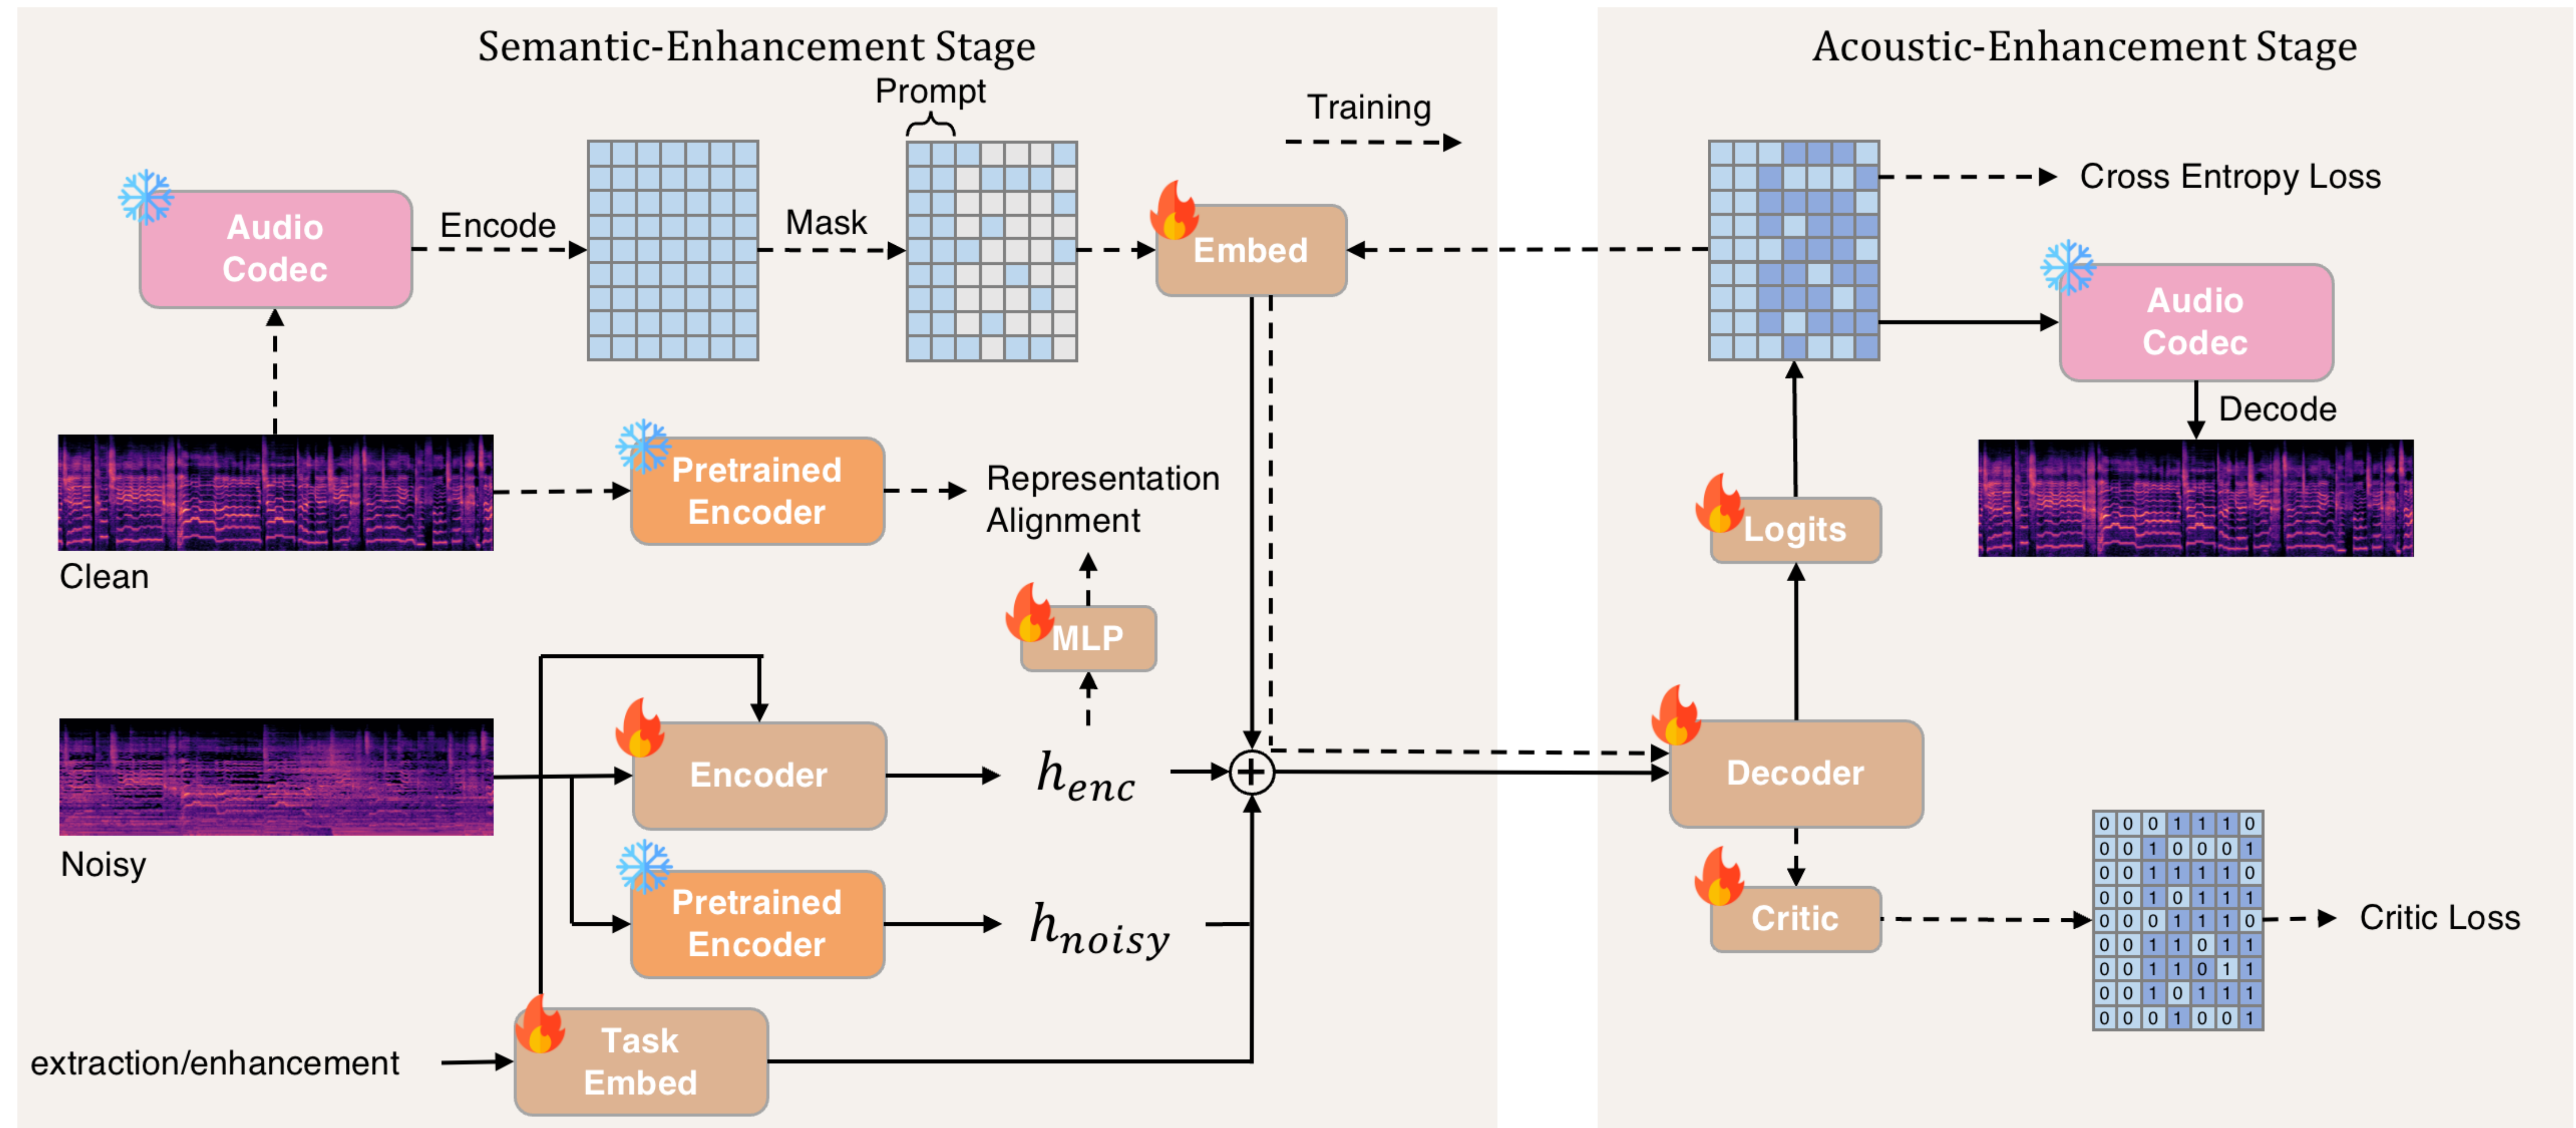 Semantic-Enhancement Stage
Acoustic-Enhancement Stage
Prompt
Training
Audio
Codec
Encode
Mask
Embed
Cross Entropy Loss
Audio
Codec
Decode
Clean
Pretrained
Encoder
Representation
Alignment
MLP
Logits
Noisy
Encoder
h_enc
+
Decoder
Pretrained
Encoder
h_noisy
Critic
0 0 0 1 1 1 0
0 0 1 0 0 0 1
0 0 1 1 1 1 0
0 0 1 0 1 1 1
0 0 0 1 1 1 0
0 0 1 1 0 1 1
0 0 1 1 0 1 1
0 0 1 0 1 1 1
0 0 0 1 0 0 1
Critic Loss
extraction/enhancement
Task
Embed